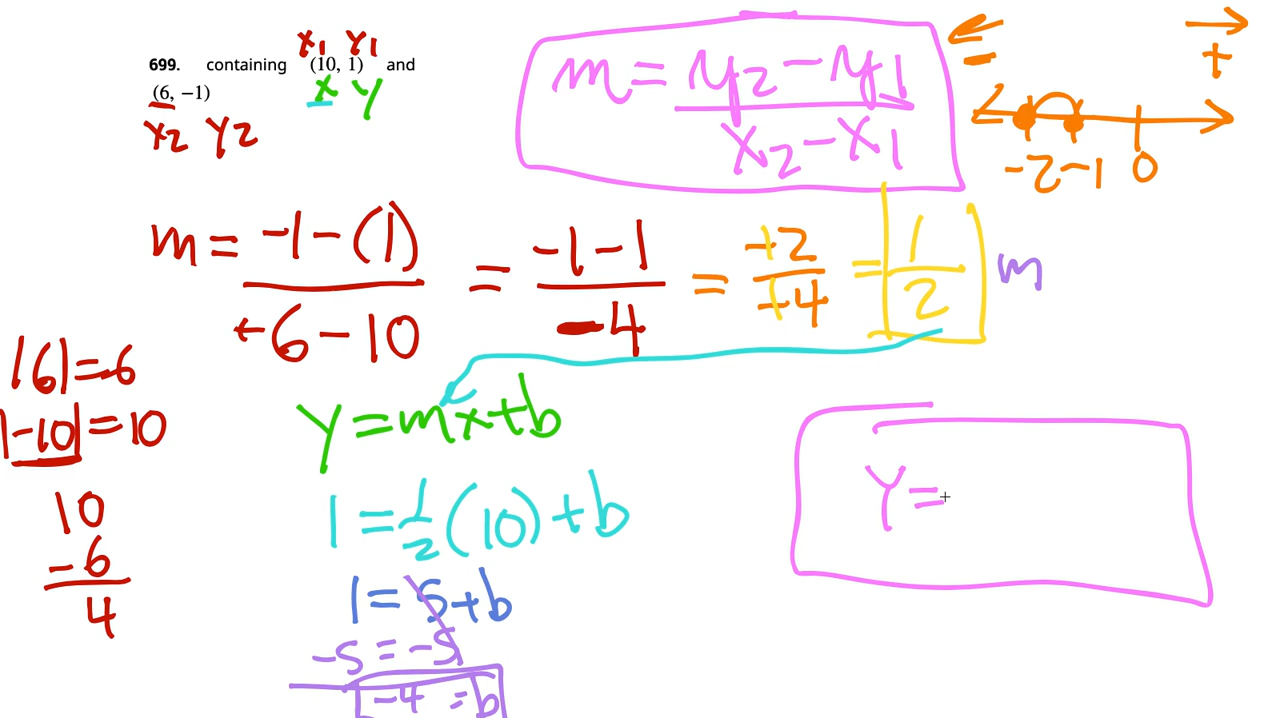 X1 Y1
699. containing (10, 1) and
X Y
(6, −1)
X2 Y2
m = y2 − y1 / x2 − x1
← −
→ +
-2 -1 0
m = -1 - (1) / +6 - 10 = -1 - 1 / -4 = +2 / +4 = 1/2 m
|6| = 6
|-10| = 10
10
- 6
4
Y = mx + b
1 = 1/2 (10) + b
1 = 5 + b
-5 = -5
-4 = b
Y =